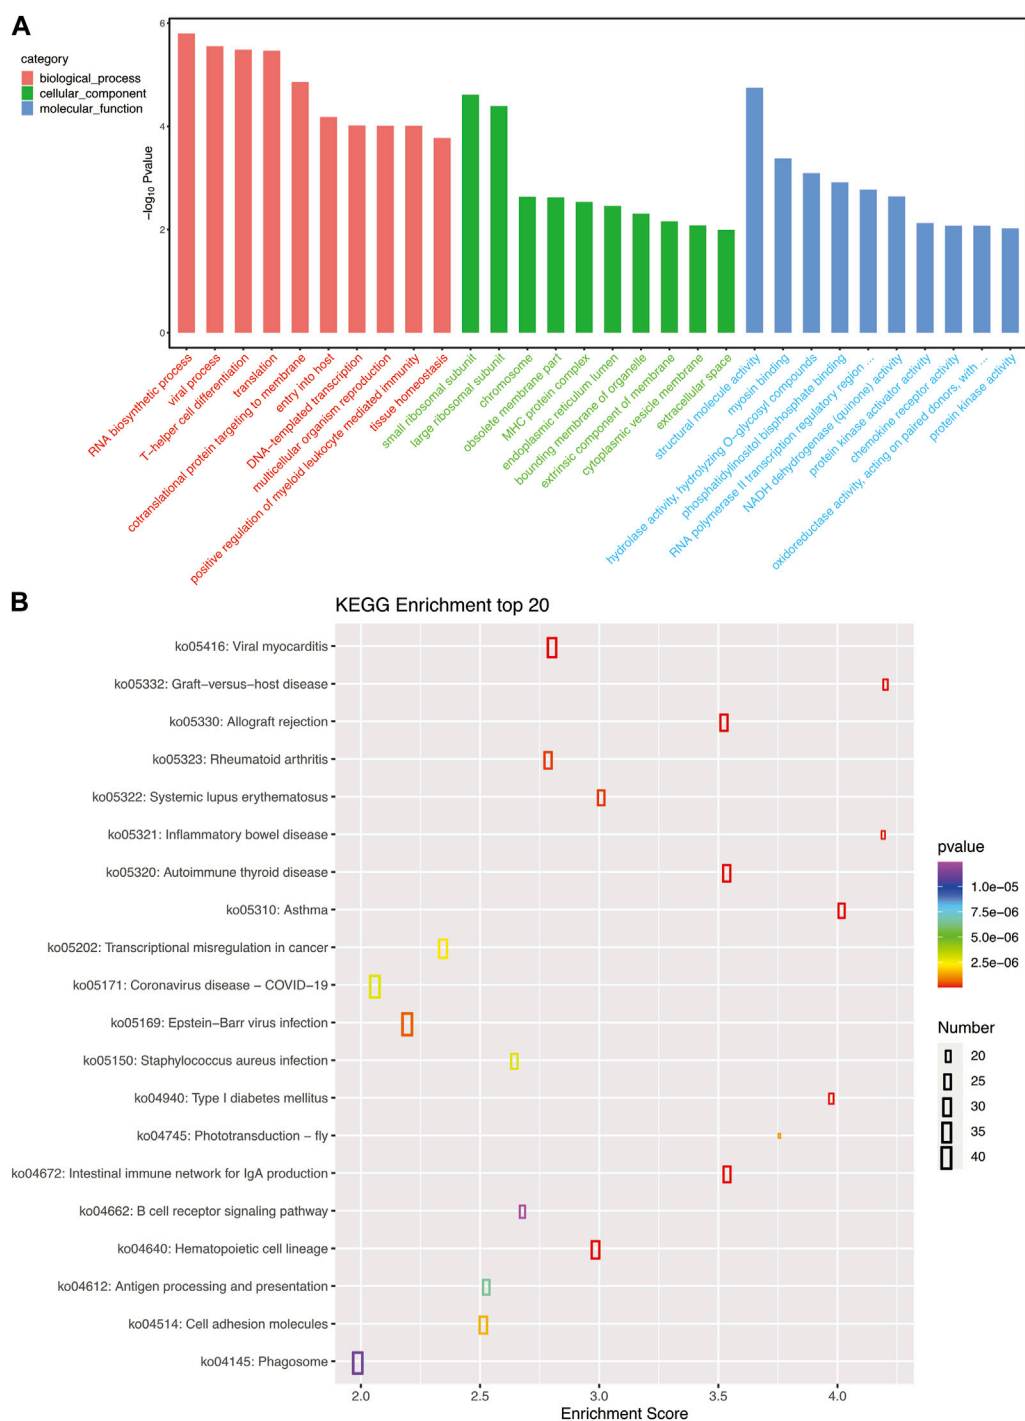 A
category
biological_process
cellular_component
molecular_function
−log10 Pvalue
6
4
2
0
RNA biosynthetic process
viral process
T−helper cell differentiation
translation
cotranslational protein targeting to membrane
entry into host
DNA−templated transcription
multicellular organism reproduction
positive regulation of myeloid leukocyte mediated immunity
tissue homeostasis
small ribosomal subunit
large ribosomal subunit
chromosome
obsolete membrane part
MHC protein complex
endoplasmic reticulum lumen
bounding membrane of organelle
extrinsic component of membrane
cytoplasmic vesicle membrane
extracellular space
structural molecule activity
myosin binding
hydrolase activity, hydrolyzing O−glycosyl compounds
phosphatidylinositol bisphosphate binding
RNA polymerase II transcription regulatory region ...
NADH dehydrogenase (quinone) activity
protein kinase activator activity
chemokine receptor activity
oxidoreductase activity, acting on paired donors, with ...
protein kinase activity
B
KEGG Enrichment top 20
ko05416: Viral myocarditis
ko05332: Graft−versus−host disease
ko05330: Allograft rejection
ko05323: Rheumatoid arthritis
ko05322: Systemic lupus erythematosus
ko05321: Inflammatory bowel disease
ko05320: Autoimmune thyroid disease
ko05310: Asthma
ko05202: Transcriptional misregulation in cancer
ko05171: Coronavirus disease − COVID−19
ko05169: Epstein−Barr virus infection
ko05150: Staphylococcus aureus infection
ko04940: Type I diabetes mellitus
ko04745: Phototransduction − fly
ko04672: Intestinal immune network for IgA production
ko04662: B cell receptor signaling pathway
ko04640: Hematopoietic cell lineage
ko04612: Antigen processing and presentation
ko04514: Cell adhesion molecules
ko04145: Phagosome
2.0
2.5
3.0
3.5
4.0
Enrichment Score
pvalue
1.0e−05
7.5e−06
5.0e−06
2.5e−06
Number
20
25
30
35
40